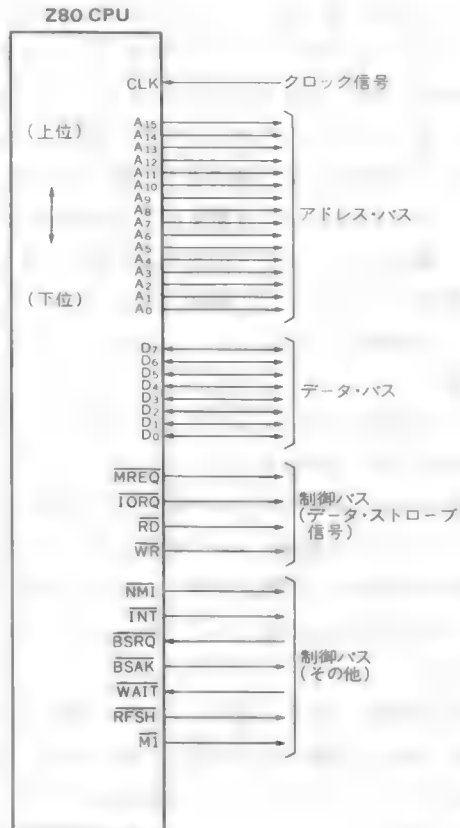 Z80 CPU
CLK
クロック信号
(上位)
(下位)
A15
A14
A13
A12
A11
A10
A9
A8
A7
A6
A5
A4
A3
A2
A1
A0
アドレス・バス
D7
D6
D5
D4
D3
D2
D1
D0
データ・バス
MREQ
IORQ
RD
WR
制御バス
(データ・ストローブ
信号)
NMI
INT
BSRQ
BSAK
WAIT
RFSH
M1
制御バス
(その他)